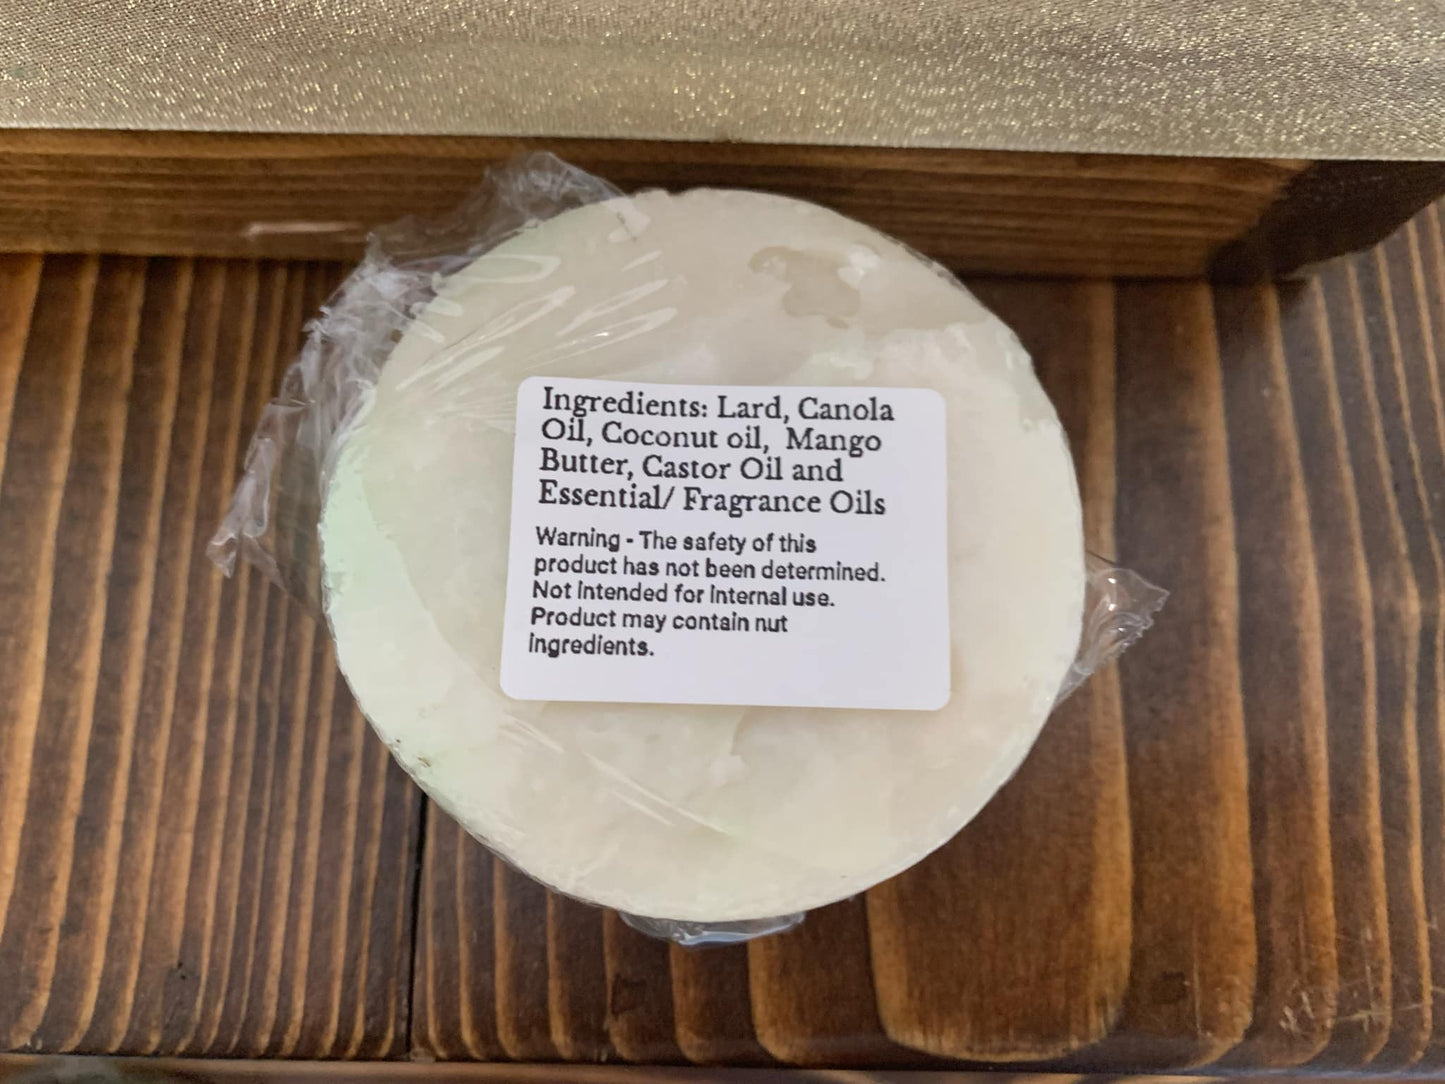 Ingredients: Lard, Canola
Oil, Coconut oil, Mango
Butter, Castor Oil and
Essential/ Fragrance Oils
Warning - The safety of this
product has not been determined.
Not intended for internal use.
Product may contain nut
ingredients.